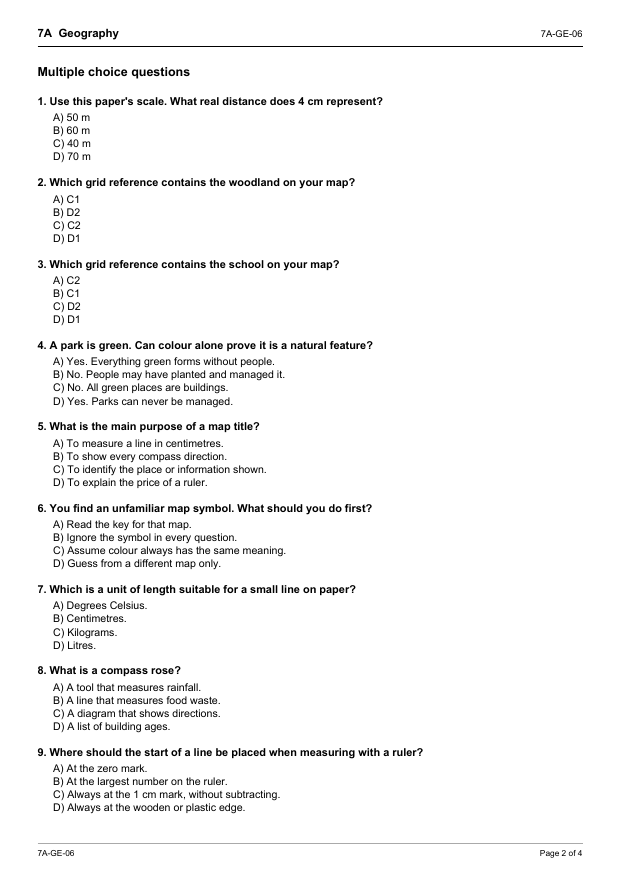 7A Geography
7A-GE-06
Multiple choice questions
1. Use this paper's scale. What real distance does 4 cm represent?
A) 50 m
B) 60 m
C) 40 m
D) 70 m
2. Which grid reference contains the woodland on your map?
A) C1
B) D2
C) C2
D) D1
3. Which grid reference contains the school on your map?
A) C2
B) C1
C) D2
D) D1
4. A park is green. Can colour alone prove it is a natural feature?
A) Yes. Everything green forms without people.
B) No. People may have planted and managed it.
C) No. All green places are buildings.
D) Yes. Parks can never be managed.
5. What is the main purpose of a map title?
A) To measure a line in centimetres.
B) To show every compass direction.
C) To identify the place or information shown.
D) To explain the price of a ruler.
6. You find an unfamiliar map symbol. What should you do first?
A) Read the key for that map.
B) Ignore the symbol in every question.
C) Assume colour always has the same meaning.
D) Guess from a different map only.
7. Which is a unit of length suitable for a small line on paper?
A) Degrees Celsius.
B) Centimetres.
C) Kilograms.
D) Litres.
8. What is a compass rose?
A) A tool that measures rainfall.
B) A line that measures food waste.
C) A diagram that shows directions.
D) A list of building ages.
9. Where should the start of a line be placed when measuring with a ruler?
A) At the zero mark.
B) At the largest number on the ruler.
C) Always at the 1 cm mark, without subtracting.
D) Always at the wooden or plastic edge.
7A-GE-06
Page 2 of 4